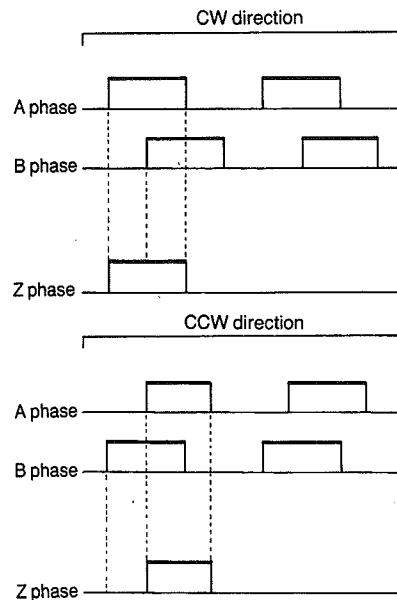 CW direction
A phase
B phase
Z phase
CCW direction
A phase
B phase
Z phase